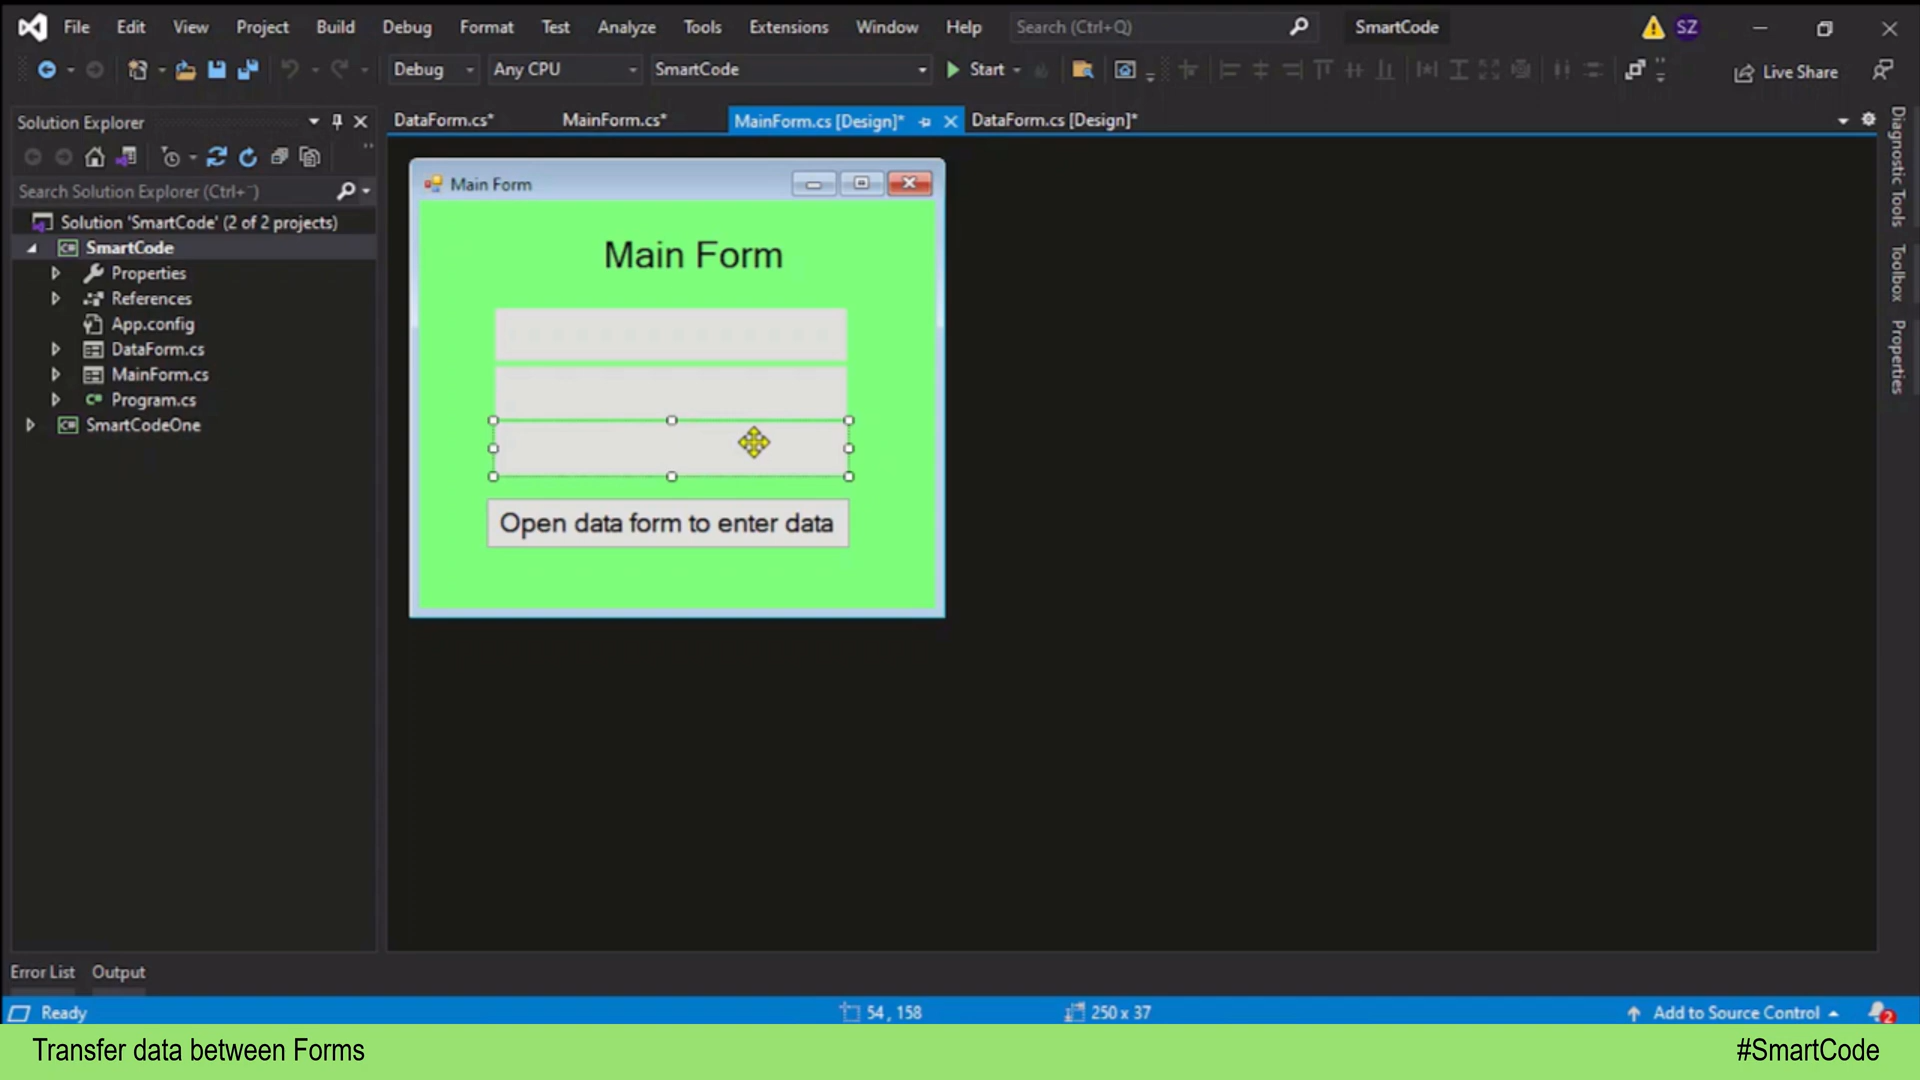 File Edit View Project Build Debug Format Test Analyze Tools Extensions Window Help Search (Ctrl+Q) SmartCode SZ
Debug Any CPU SmartCode Start Live Share
Solution Explorer
DataForm.cs* MainForm.cs* MainForm.cs [Design]* DataForm.cs [Design]*
Search Solution Explorer (Ctrl+¨)
Solution 'SmartCode' (2 of 2 projects)
SmartCode
Properties
References
App.config
DataForm.cs
MainForm.cs
Program.cs
SmartCodeOne
Main Form
Main Form
Open data form to enter data
Diagnostic Tools
Toolbox
Properties
Error List Output
Ready 54 , 158 250 x 37 Add to Source Control 2
Transfer data between Forms #SmartCode